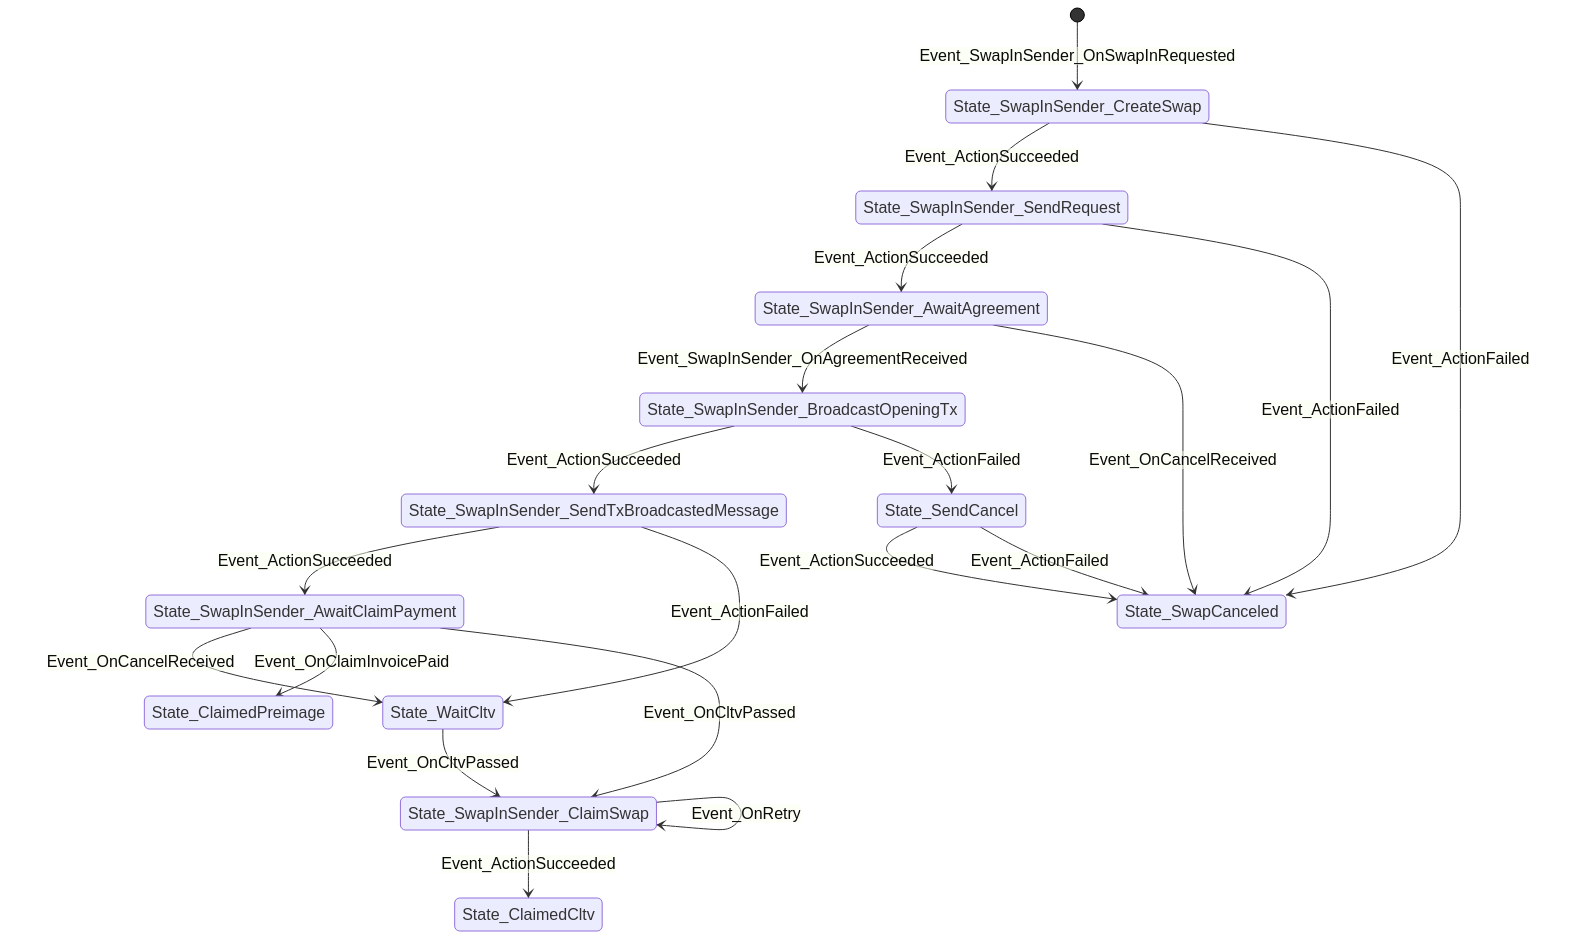 Event_SwapInSender_OnSwapInRequested
State_SwapInSender_CreateSwap
Event_ActionSucceeded
State_SwapInSender_SendRequest
Event_ActionSucceeded
State_SwapInSender_AwaitAgreement
Event_SwapInSender_OnAgreementReceived
Event_ActionFailed
State_SwapInSender_BroadcastOpeningTx
Event_ActionFailed
Event_ActionSucceeded
Event_ActionFailed
Event_OnCancelReceived
State_SwapInSender_SendTxBroadcastedMessage
State_SendCancel
Event_ActionSucceeded
Event_ActionSucceeded
Event_ActionFailed
State_SwapInSender_AwaitClaimPayment
Event_ActionFailed
State_SwapCanceled
Event_OnCancelReceived
Event_OnClaimInvoicePaid
State_ClaimedPreimage
State_WaitCltv
Event_OnCltvPassed
Event_OnCltvPassed
State_SwapInSender_ClaimSwap
Event_OnRetry
Event_ActionSucceeded
State_ClaimedCltv